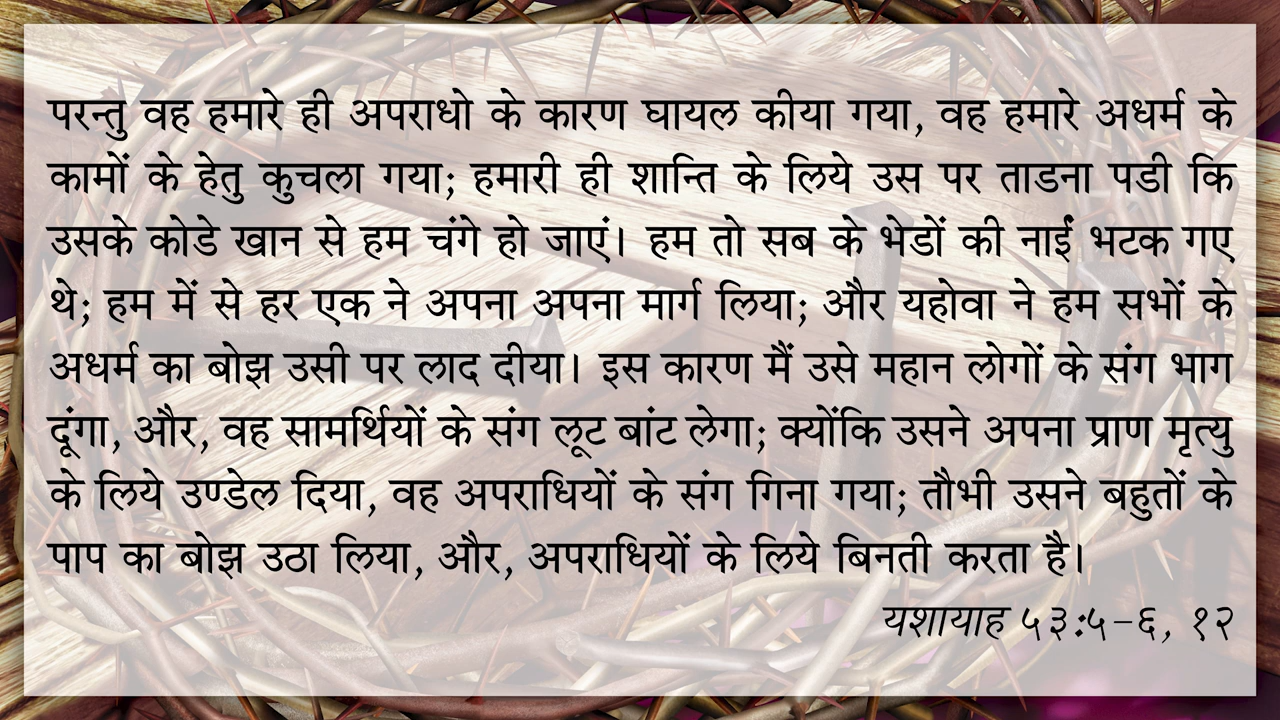 परन्तु वह हमारे ही अपराधो के कारण घायल कीया गया, वह हमारे अधर्म के
कामों के हेतु कुचला गया; हमारी ही शान्ति के लिये उस पर ताडना पडी कि
उसके कोडे खान से हम चंगे हो जाएं। हम तो सब के भेडों की नाईं भटक गए
थे; हम में से हर एक ने अपना अपना मार्ग लिया; और यहोवा ने हम सभों के
अधर्म का बोझ उसी पर लाद दीया। इस कारण मैं उसे महान लोगों के संग भाग
दूंगा, और, वह सामर्थियों के संग लूट बांट लेगा; क्योंकि उसने अपना प्राण मृत्यु
के लिये उण्डेल दिया, वह अपराधियों के संग गिना गया; तौभी उसने बहुतों के
पाप का बोझ उठा लिया, और, अपराधियों के लिये बिनती करता है।
यशायाह ५३:५-६, १२